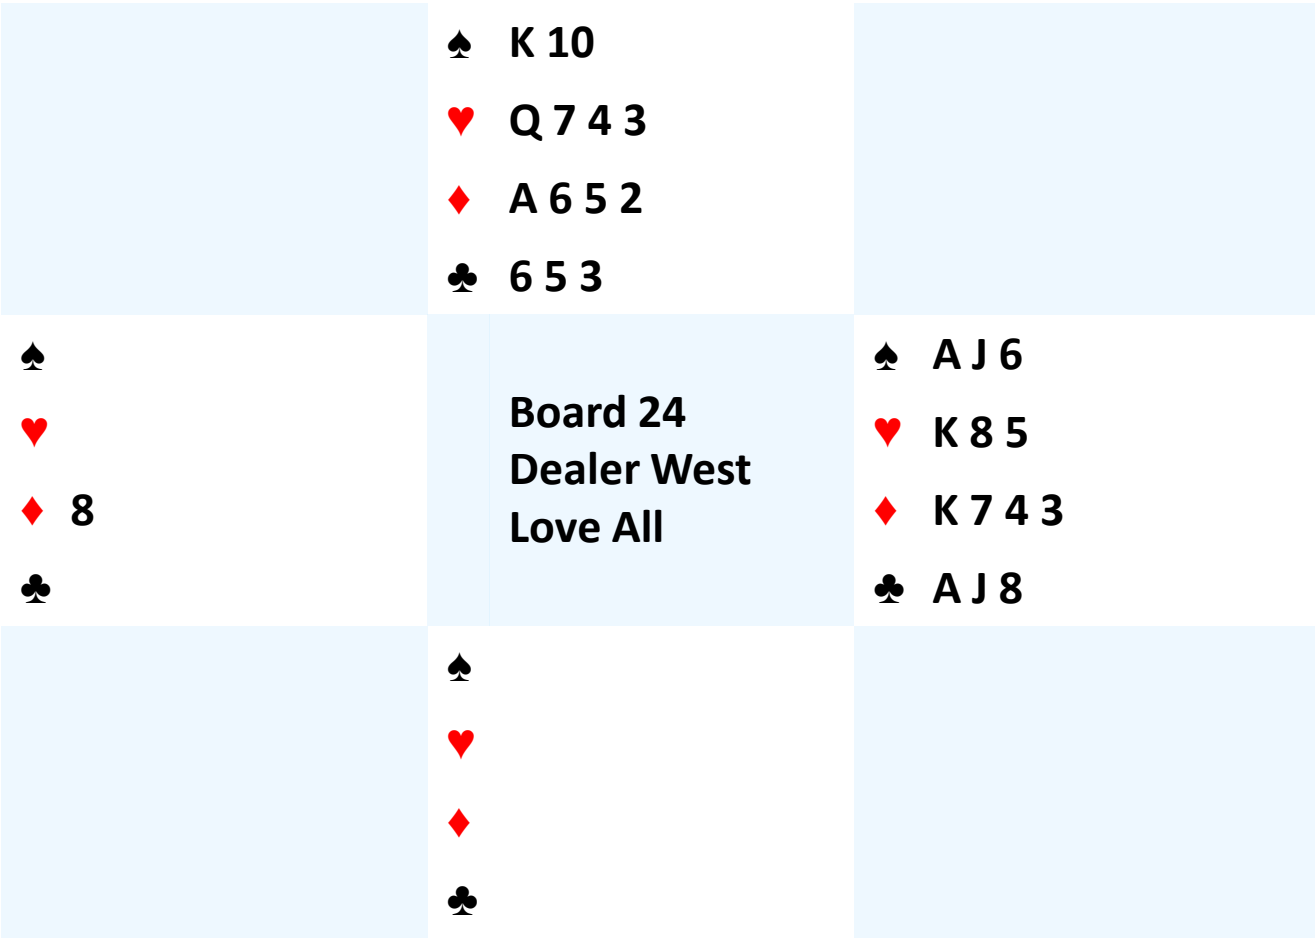 ♠ K 10
♥ Q 7 4 3
♦ A 6 5 2
♣ 6 5 3
♠
♥
♦ 8
♣
Board 24
Dealer West
Love All
♠ A J 6
♥ K 8 5
♦ K 7 4 3
♣ A J 8
♠
♥
♦
♣